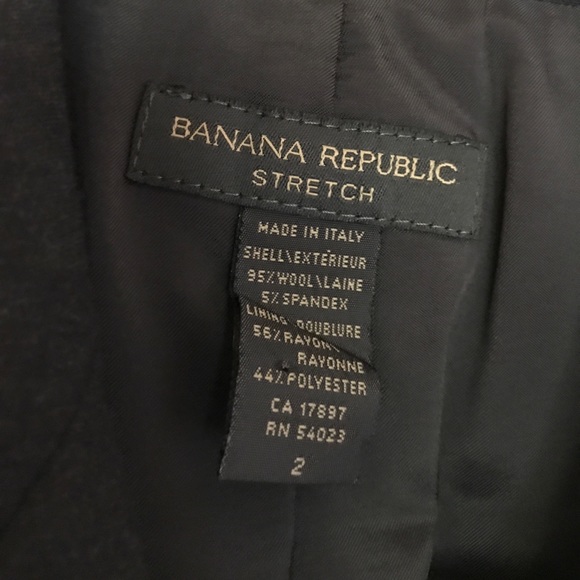 BANANA REPUBLIC
STRETCH
MADE IN ITALY
SHELL\EXTÉRIEUR
95% WOOL\LAINE
5% SPANDEX
LINING\DOUBLURE
56% RAYON\
RAYONNE
44% POLYESTER
CA 17897
RN 54023
2